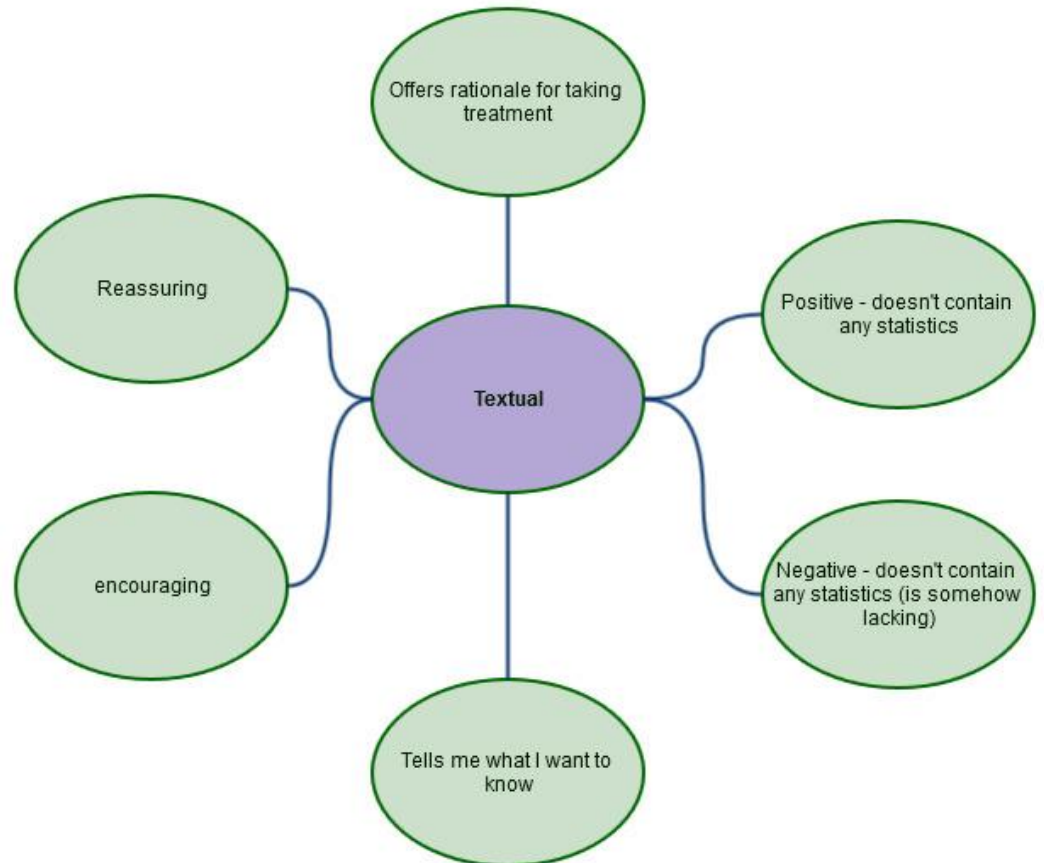 Offers rationale for taking
treatment
Reassuring
Positive - doesn't contain
any statistics
Textual
encouraging
Negative - doesn't contain
any statistics (is somehow
lacking)
Tells me what I want to
know